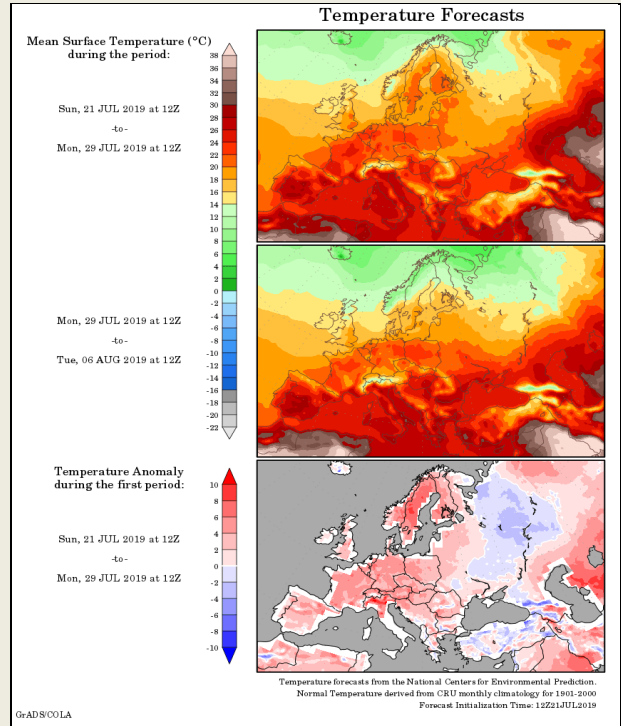 Temperature Forecasts
Mean Surface Temperature (°C)
during the period:
Sun, 21 JUL 2019 at 12Z
-to-
Mon, 29 JUL 2019 at 12Z
38
36
34
32
30
28
26
24
22
20
18
16
14
12
10
8
6
4
2
0
-2
-4
-6
-8
-10
-12
-14
-16
-18
-20
-22
Mon, 29 JUL 2019 at 12Z
-to-
Tue, 06 AUG 2019 at 12Z
Temperature Anomaly
during the first period:
Sun, 21 JUL 2019 at 12Z
-to-
Mon, 29 JUL 2019 at 12Z
10
8
6
4
2
0
-2
-4
-6
-8
-10
Temperature forecasts from the National Centers for Environmental Prediction.
Normal Temperature derived from CRU monthly climatology for 1901-2000
Forecast Initialization Time: 12Z21JUL2019
GrADS/COLA